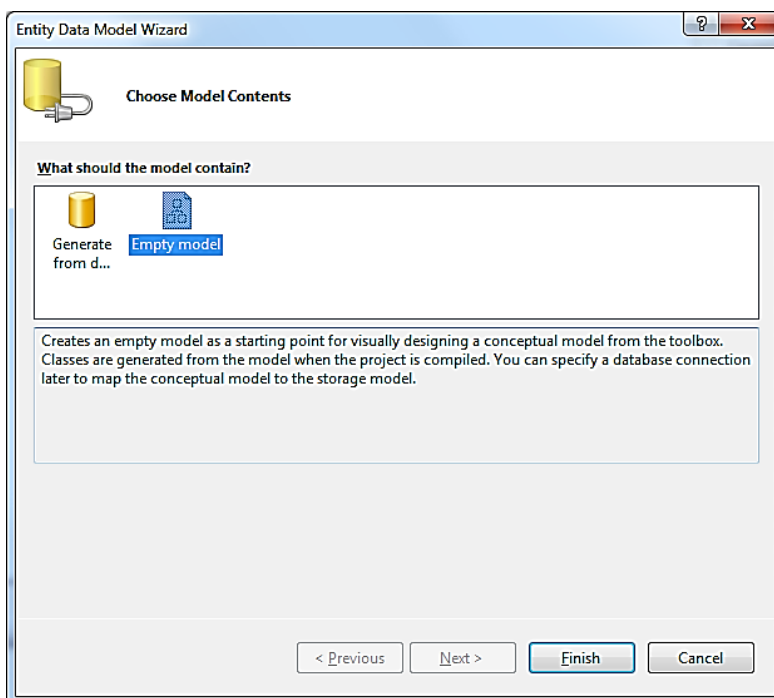 Entity Data Model Wizard
?
X
Choose Model Contents
What should the model contain?
Generate
from d...
Empty model
Creates an empty model as a starting point for visually designing a conceptual model from the toolbox.
Classes are generated from the model when the project is compiled. You can specify a database connection
later to map the conceptual model to the storage model.
< Previous
Next >
Finish
Cancel